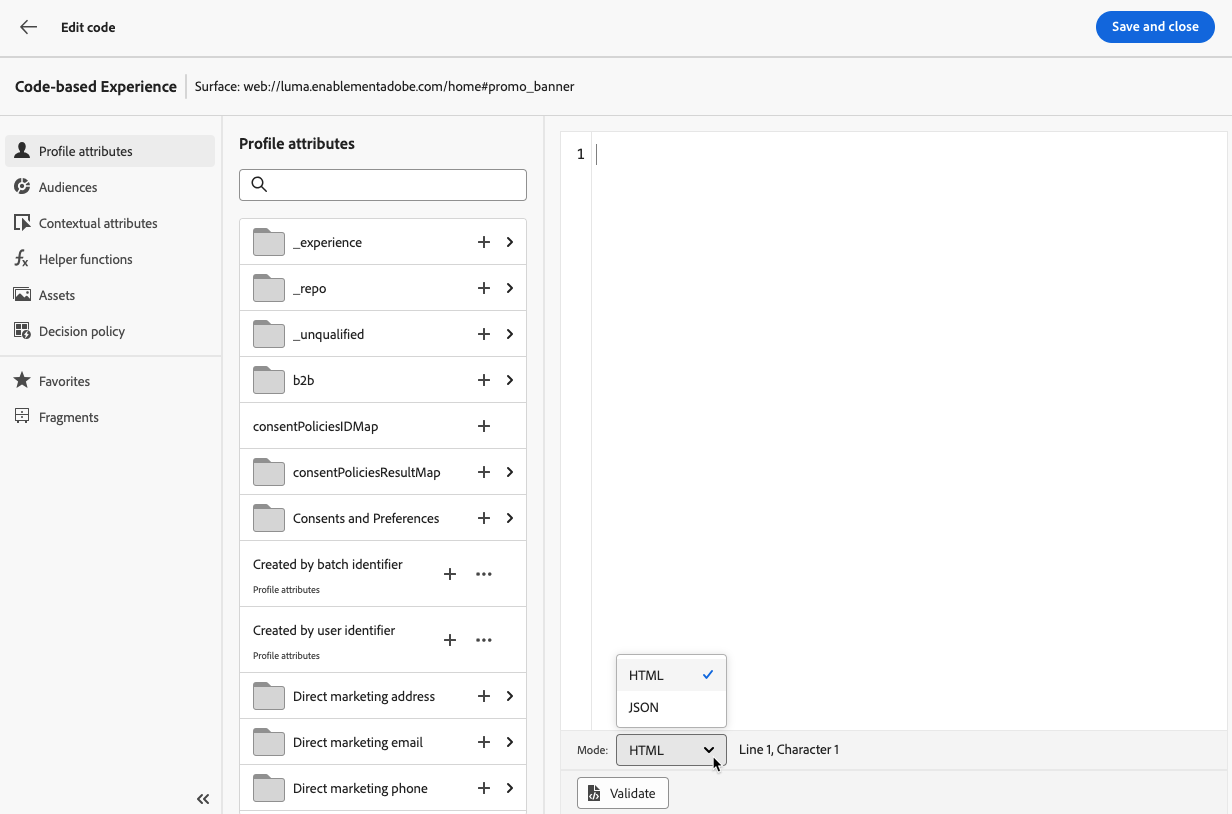 Edit code
Save and close
Code-based Experience
Surface: web://luma.enablementadobe.com/home#promo_banner
Profile attributes
Audiences
Contextual attributes
Helper functions
Assets
Decision policy
Favorites
Fragments
Profile attributes
_experience
_repo
_unqualified
b2b
consentPoliciesIDMap
consentPoliciesResultMap
Consents and Preferences
Created by batch identifier
Profile attributes
Created by user identifier
Profile attributes
Direct marketing address
Direct marketing email
Direct marketing phone
1
HTML
JSON
Mode: HTML Line 1, Character 1
Validate